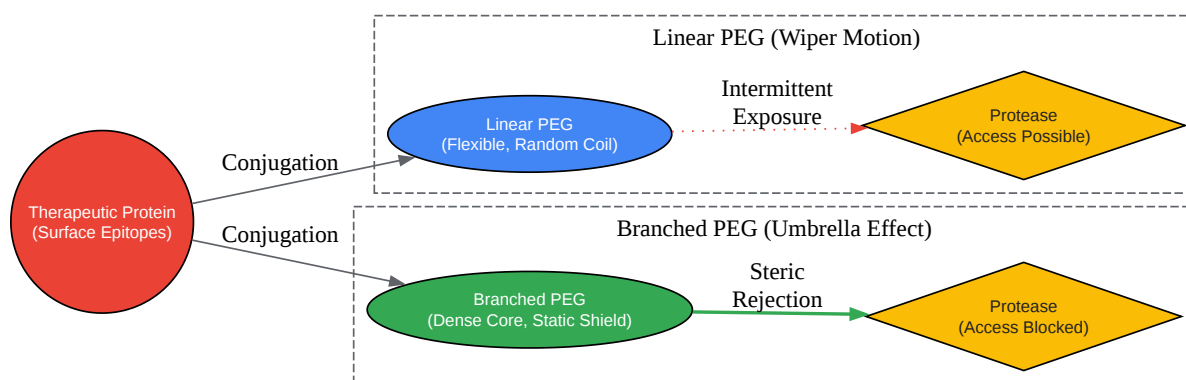 Linear PEG (Wiper Motion)
Intermittent
Exposure
Linear PEG
(Flexible, Random Coil)
Protease
(Access Possible)
Conjugation
Therapeutic Protein
(Surface Epitopes)
Conjugation
Branched PEG (Umbrella Effect)
Steric
Rejection
Branched PEG
(Dense Core, Static Shield)
Protease
(Access Blocked)